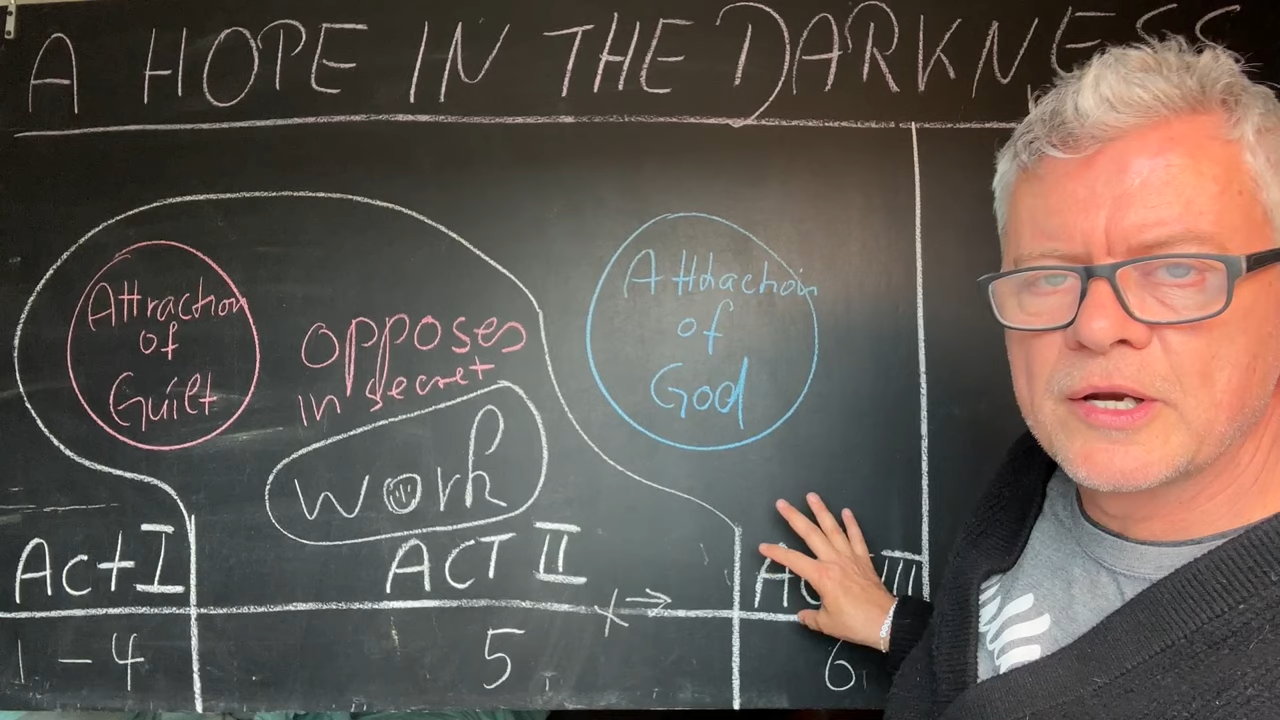 A HOPE IN THE DARKNESS
Attraction
of
Guilt
opposes
in secret
Work
Attraction
of
God
Act I
ACT II
III
1-4
5
6